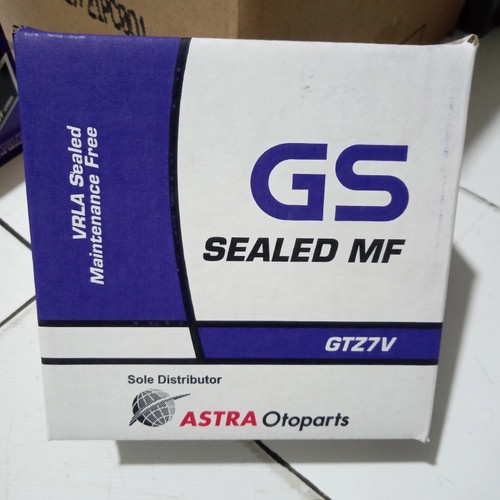 VRLA Sealed
Maintenance Free
GS
SEALED MF
GTZ7V
Sole Distributor
ASTRA Otoparts